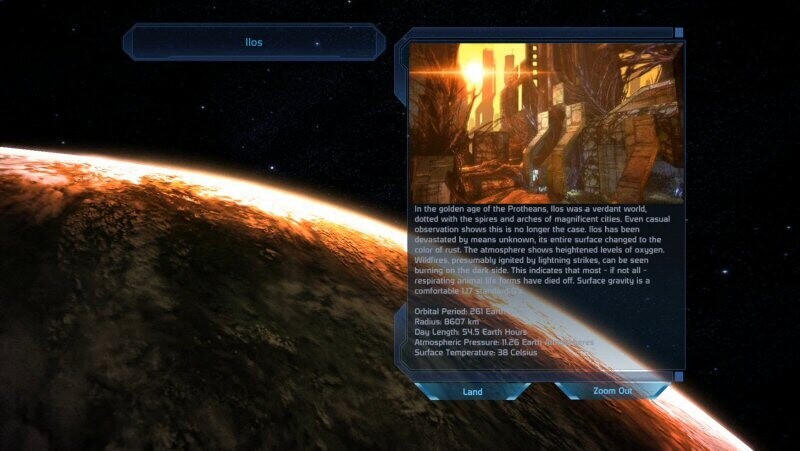 Ilos
In the golden age of the Protheans, Ilos was a verdant world,
dotted with the spires and arches of magnificent cities. Even casual
observation shows this is no longer the case. Ilos has been
devastated by means unknown, its entire surface changed to the
color of rust. The atmosphere shows heightened levels of oxygen.
Wildfires, presumably ignited by lightning strikes, can be seen
burning on the dark side. This indicates that most - if not all -
respirating animal life forms have died off. Surface gravity is a
comfortable 1.17 standard G
Orbital Period: 261 Earth
Radius: 8607 km
Day Length: 54.5 Earth Hours
Atmospheric Pressure: 11.26 Earth Atmospheres
Surface Temperature: 38 Celsius
Land
Zoom Out